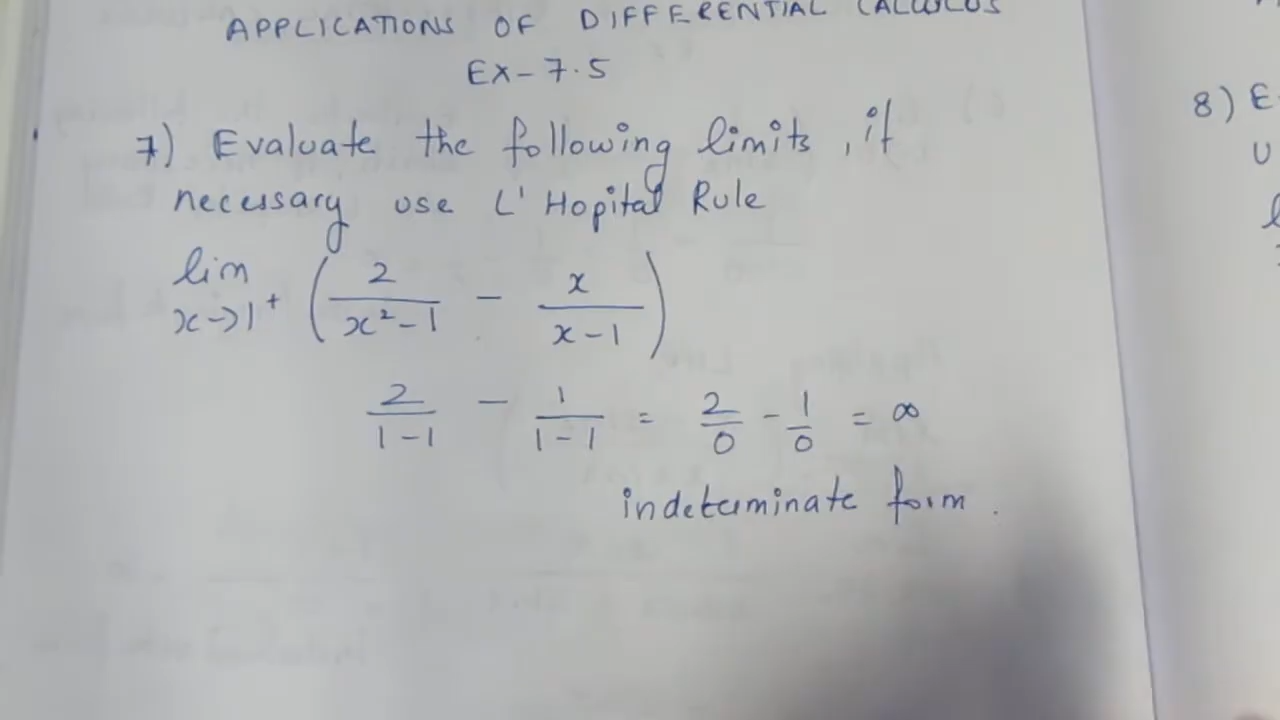 APPLICATIONS OF DIFFERENTIAL CALCULUS
EX-7.5
7) Evaluate the following limits, if
necessary use L' Hopital Rule
lim x→1⁺ (2/(x²-1) - x/(x-1))
2/(1-1) - 1/(1-1) = 2/0 - 1/0 = ∞
indeterminate form.
8) E
U
l